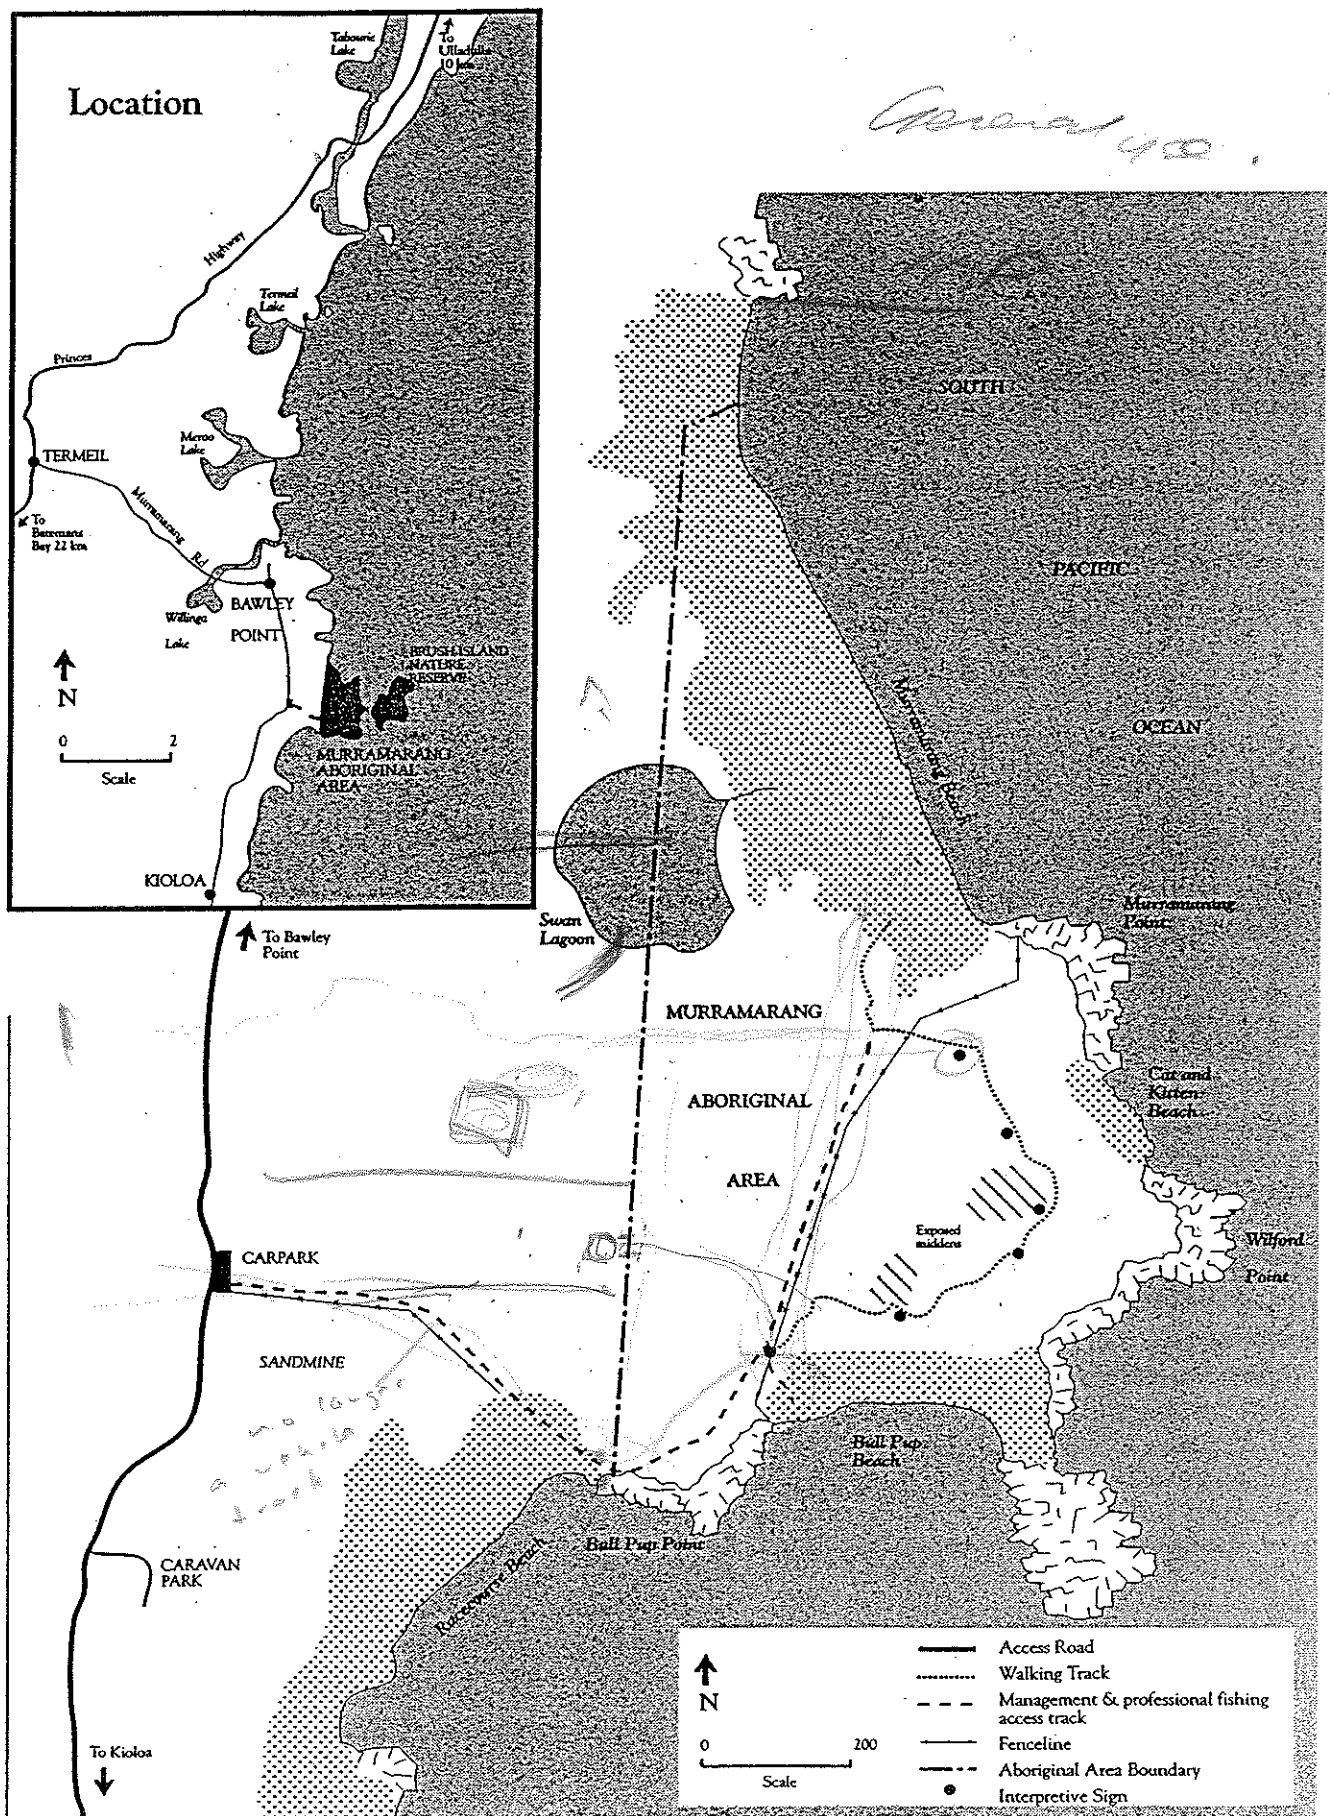 Location
Tabourie
Lake
To
Ulladulla
10 km
Highway
Termeil
Lake
Princes
Meroo
Lake
TERMEIL
Murramarang
Rd
To
Batemans
Bay 22 km
BAWLEY
POINT
Willinga
Lake
BRUSH ISLAND
NATURE
RESERVE
N
0 2
Scale
MURRAMARANG
ABORIGINAL
AREA
KIOLOA
SOUTH
PACIFIC
OCEAN
Murramarang Beach
Murramarang
Point
Swan
Lagoon
To Bawley
Point
MURRAMARANG
ABORIGINAL
AREA
Cat and
Kitten
Beach
Exposed
middens
Wilford
Point
CARPARK
SANDMINE
no longer
a vehicle
track
Bull Pup
Beach
Bull Pup Point
Racecourse Beach
CARAVAN
PARK
To Kioloa
N
0 200
Scale
Access Road
Walking Track
Management & professional fishing
access track
Fenceline
Aboriginal Area Boundary
Interpretive Sign